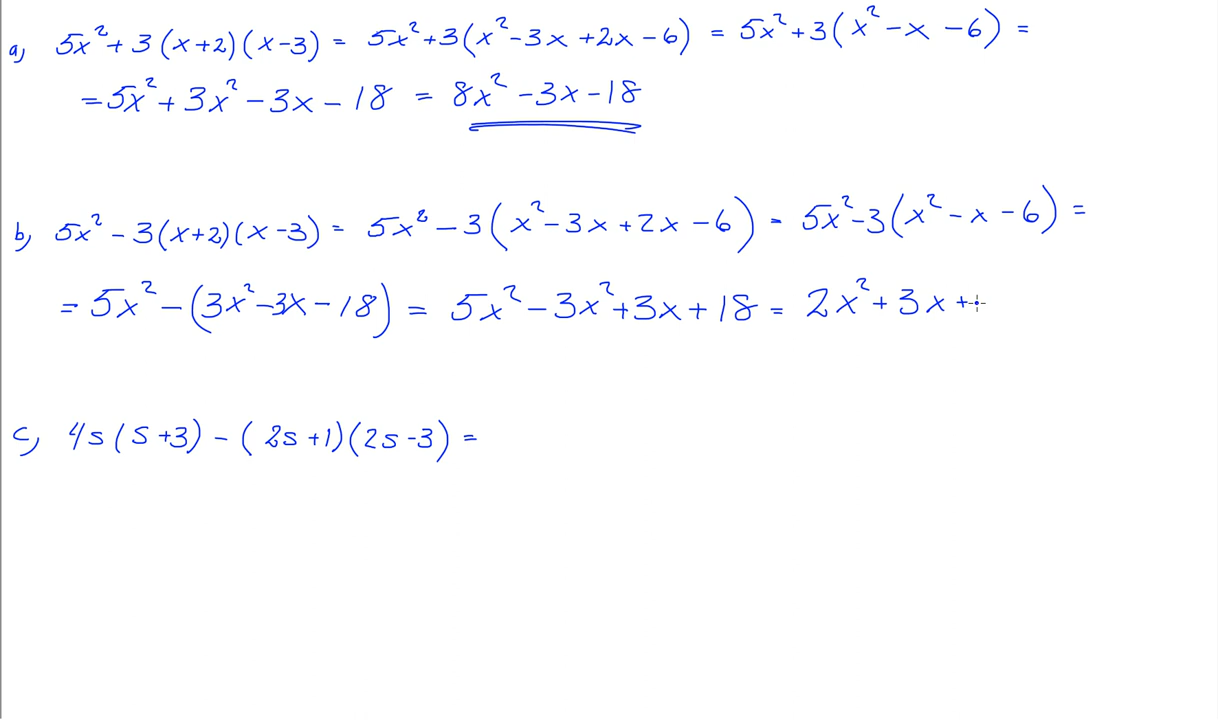 a) 5x² + 3(x+2)(x-3) = 5x² + 3(x² - 3x + 2x - 6) = 5x² + 3(x² - x - 6) =
= 5x² + 3x² - 3x - 18 = 8x² - 3x - 18
b) 5x² - 3(x+2)(x-3) = 5x² - 3(x² - 3x + 2x - 6) = 5x² - 3(x² - x - 6) =
= 5x² - (3x² - 3x - 18) = 5x² - 3x² + 3x + 18 = 2x² + 3x +
c) 4s(s+3) - (2s+1)(2s-3) =